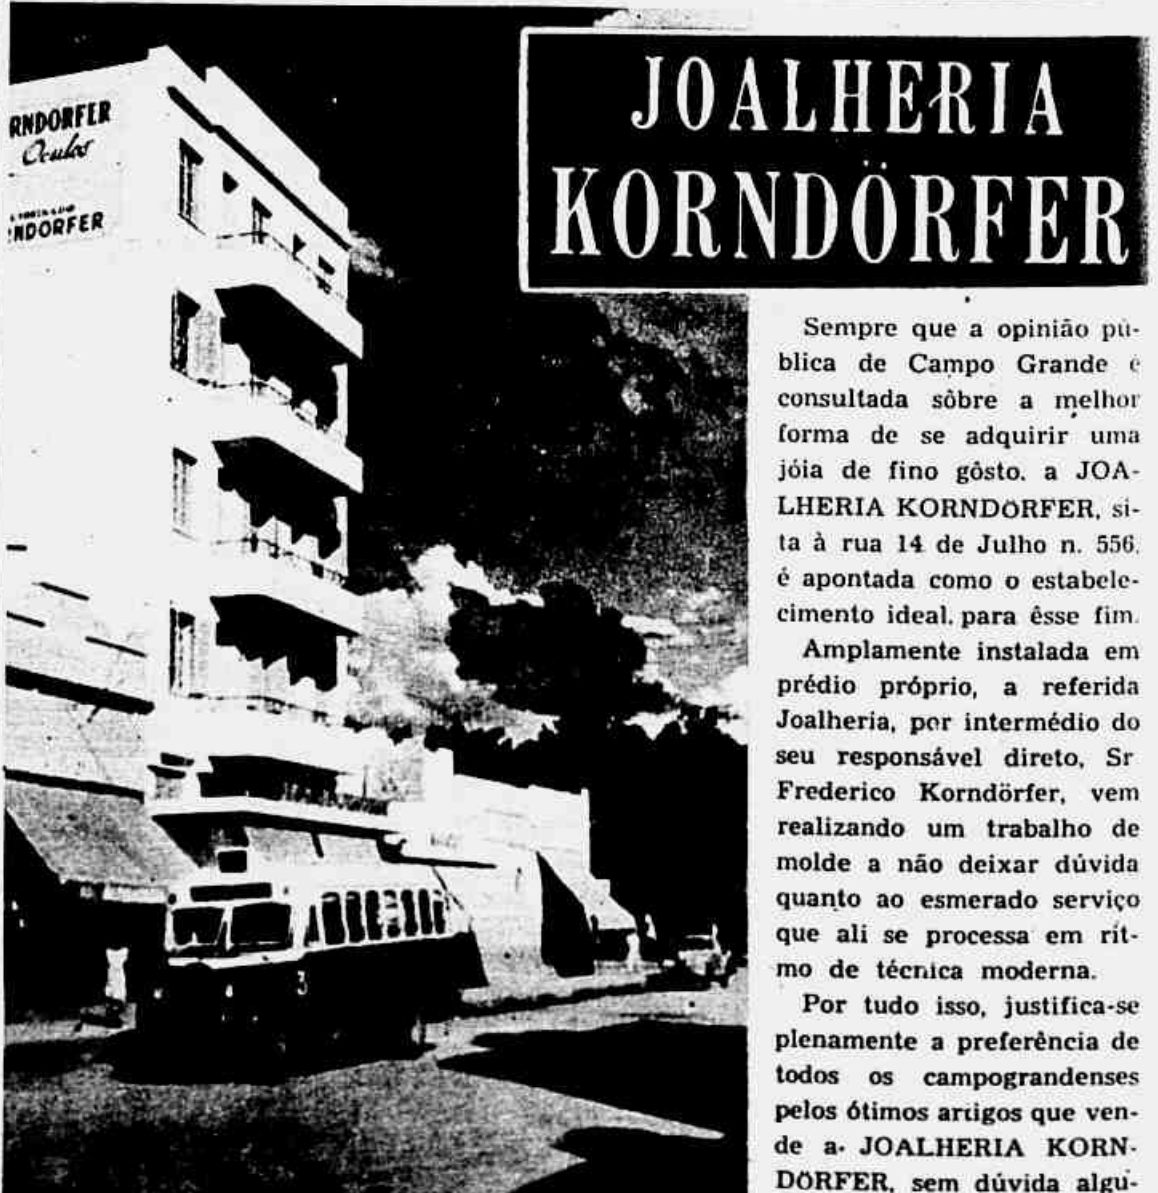 JOALHERIA
KORNDÖRFER
RNDORFER
Oculos
NDORFER
Sempre que a opinião pú-
blica de Campo Grande é
consultada sôbre a melhor
forma de se adquirir uma
jóia de fino gôsto. a JOA-
LHERIA KORNDÖRFER, si-
ta à rua 14 de Julho n. 556.
é apontada como o estabele-
cimento ideal, para êsse fim.
Amplamente instalada em
prédio próprio, a referida
Joalheria, por intermédio do
seu responsável direto, Sr
Frederico Korndörfer, vem
realizando um trabalho de
molde a não deixar dúvida
quanto ao esmerado serviço
que ali se processa em rít-
mo de técnica moderna.
Por tudo isso, justifica-se
plenamente a preferência de
todos os campograndenses
pelos ótimos artigos que ven-
de a JOALHERIA KORN-
DÖRFER, sem dúvida algu-
3